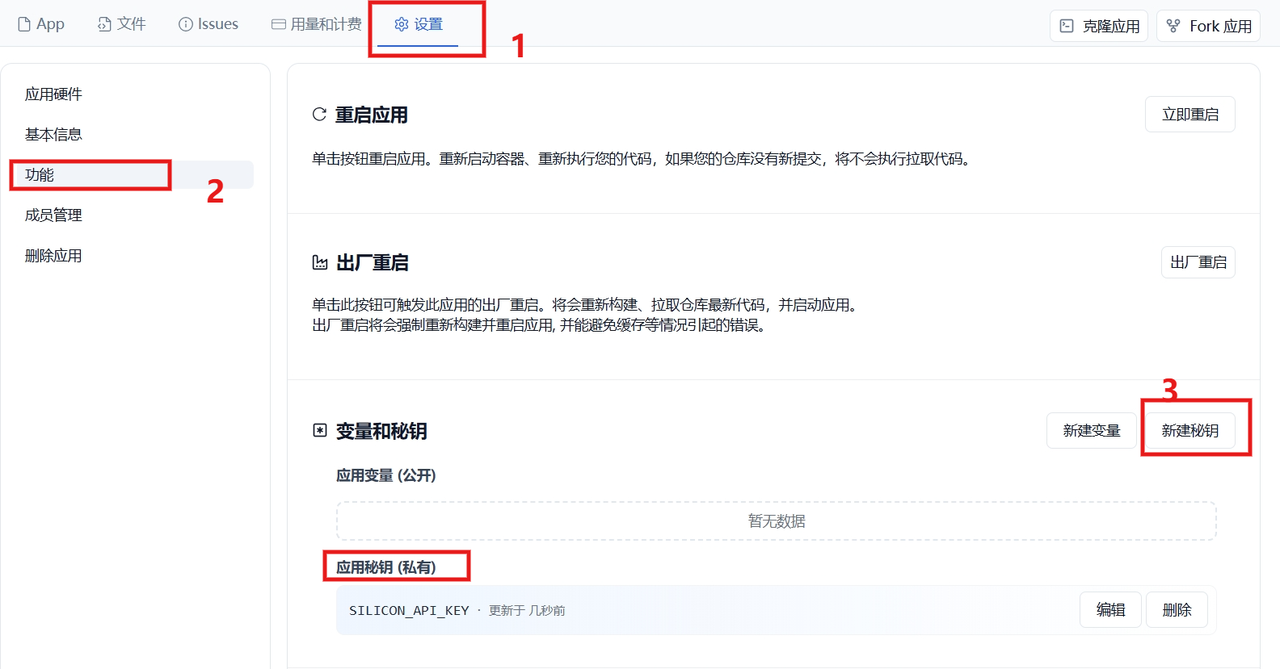 App 文件 Issues 用量和计费 设置 1 克隆应用 Fork 应用
应用硬件
基本信息
功能 2
成员管理
删除应用
重启应用 立即重启
单击按钮重启应用。重新启动容器、重新执行您的代码，如果您的仓库没有新提交，将不会执行拉取代码。
出厂重启 出厂重启
单击此按钮可触发此应用的出厂重启。将会重新构建、拉取仓库最新代码，并启动应用。
出厂重启将会强制重新构建并重启应用, 并能避免缓存等情况引起的错误。
3
变量和秘钥 新建变量 新建秘钥
应用变量 (公开)
暂无数据
应用秘钥 (私有)
SILICON_API_KEY · 更新于 几秒前 编辑 删除